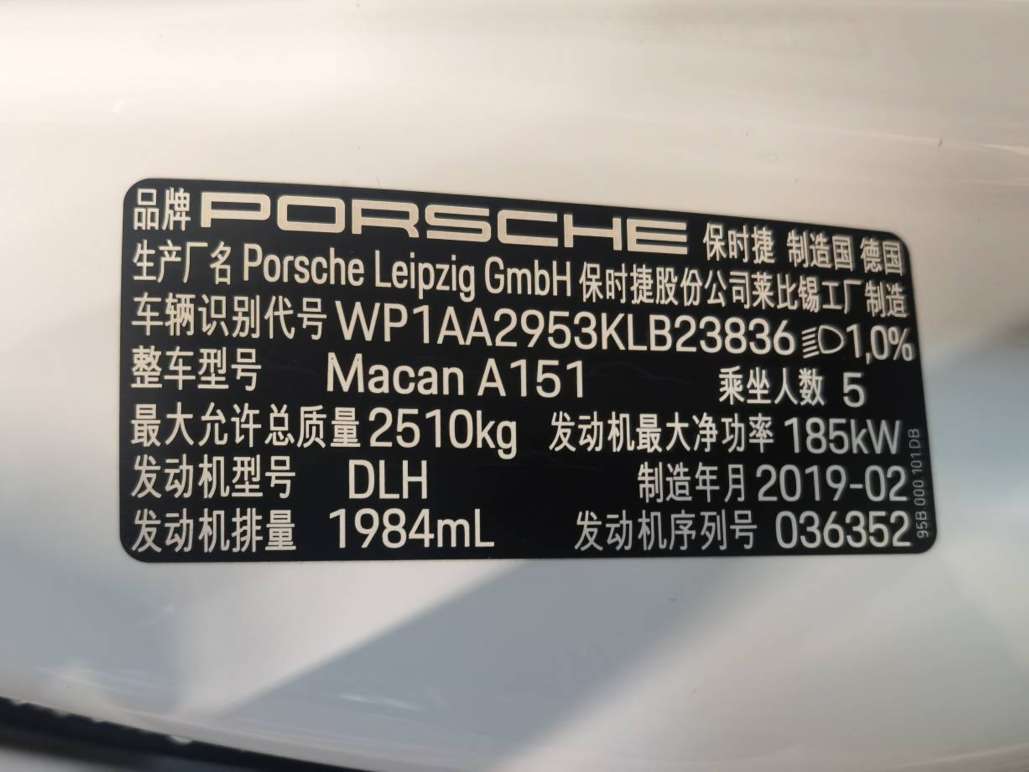 品牌 PORSCHE 保时捷 制造国 德国
生产厂名 Porsche Leipzig GmbH 保时捷股份公司莱比锡工厂制造
车辆识别代号 WP1AA2953KLB23836 1,0%
整车型号 Macan A151 乘坐人数 5
最大允许总质量 2510kg 发动机最大净功率 185kW
发动机型号 DLH 制造年月 2019-02
发动机排量 1984mL 发动机序列号 036352
95B 000 101 DB